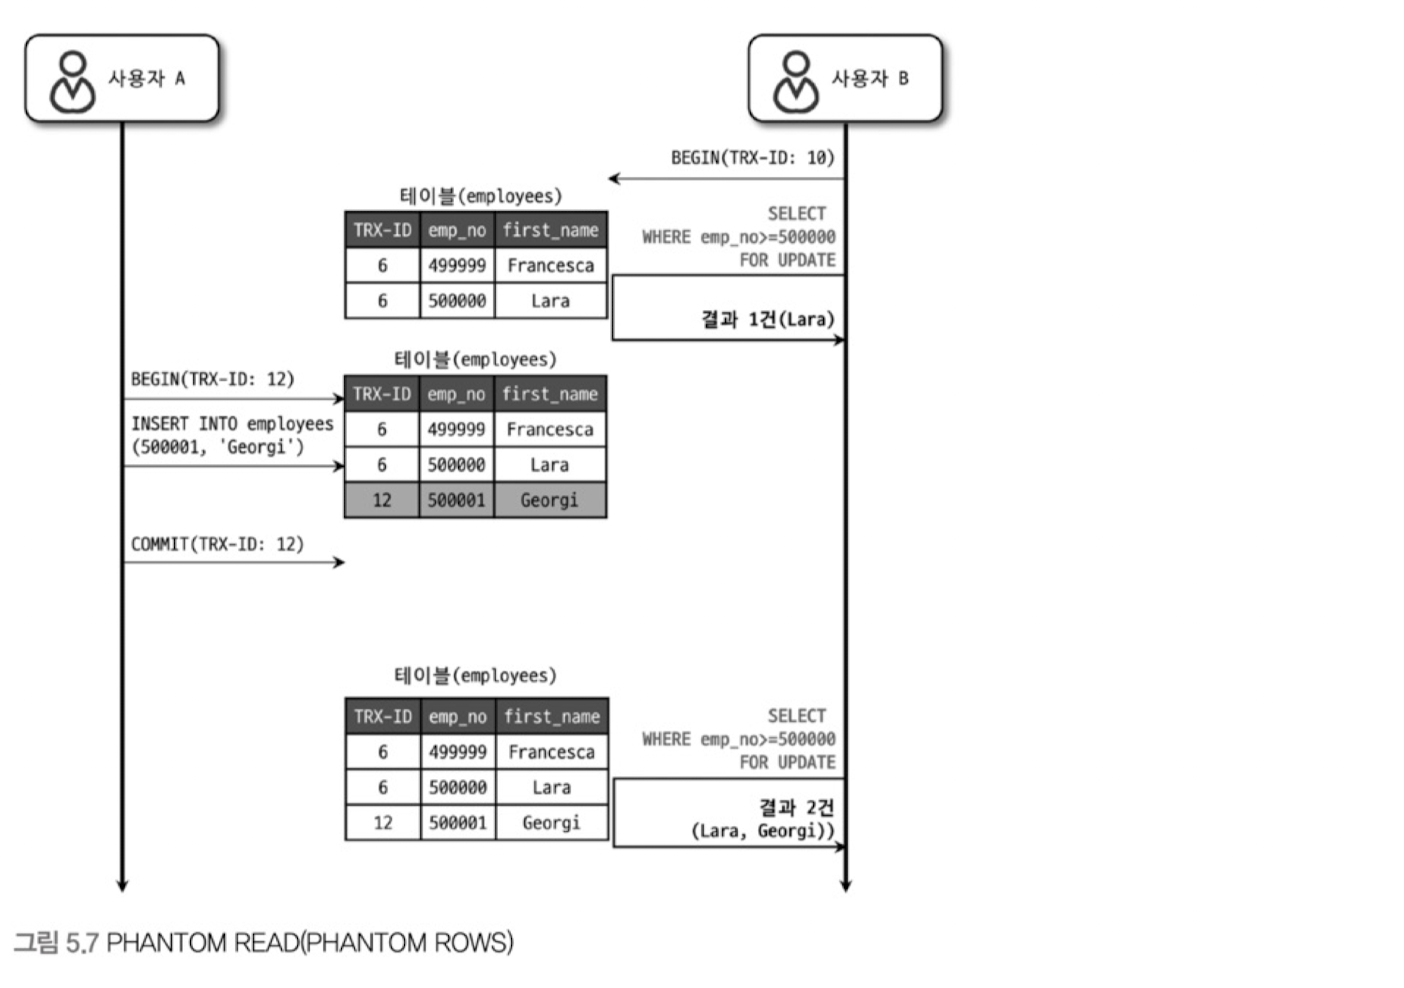 사용자 A
사용자 B
BEGIN(TRX-ID: 10)
테이블(employees)
TRX-ID emp_no first_name
6 499999 Francesca
6 500000 Lara
SELECT
WHERE emp_no>=500000
FOR UPDATE
결과 1건(Lara)
테이블(employees)
BEGIN(TRX-ID: 12)
TRX-ID emp_no first_name
INSERT INTO employees
(500001, 'Georgi')
6 499999 Francesca
6 500000 Lara
12 500001 Georgi
COMMIT(TRX-ID: 12)
테이블(employees)
TRX-ID emp_no first_name
6 499999 Francesca
6 500000 Lara
12 500001 Georgi
SELECT
WHERE emp_no>=500000
FOR UPDATE
결과 2건
(Lara, Georgi))
그림 5.7 PHANTOM READ(PHANTOM ROWS)